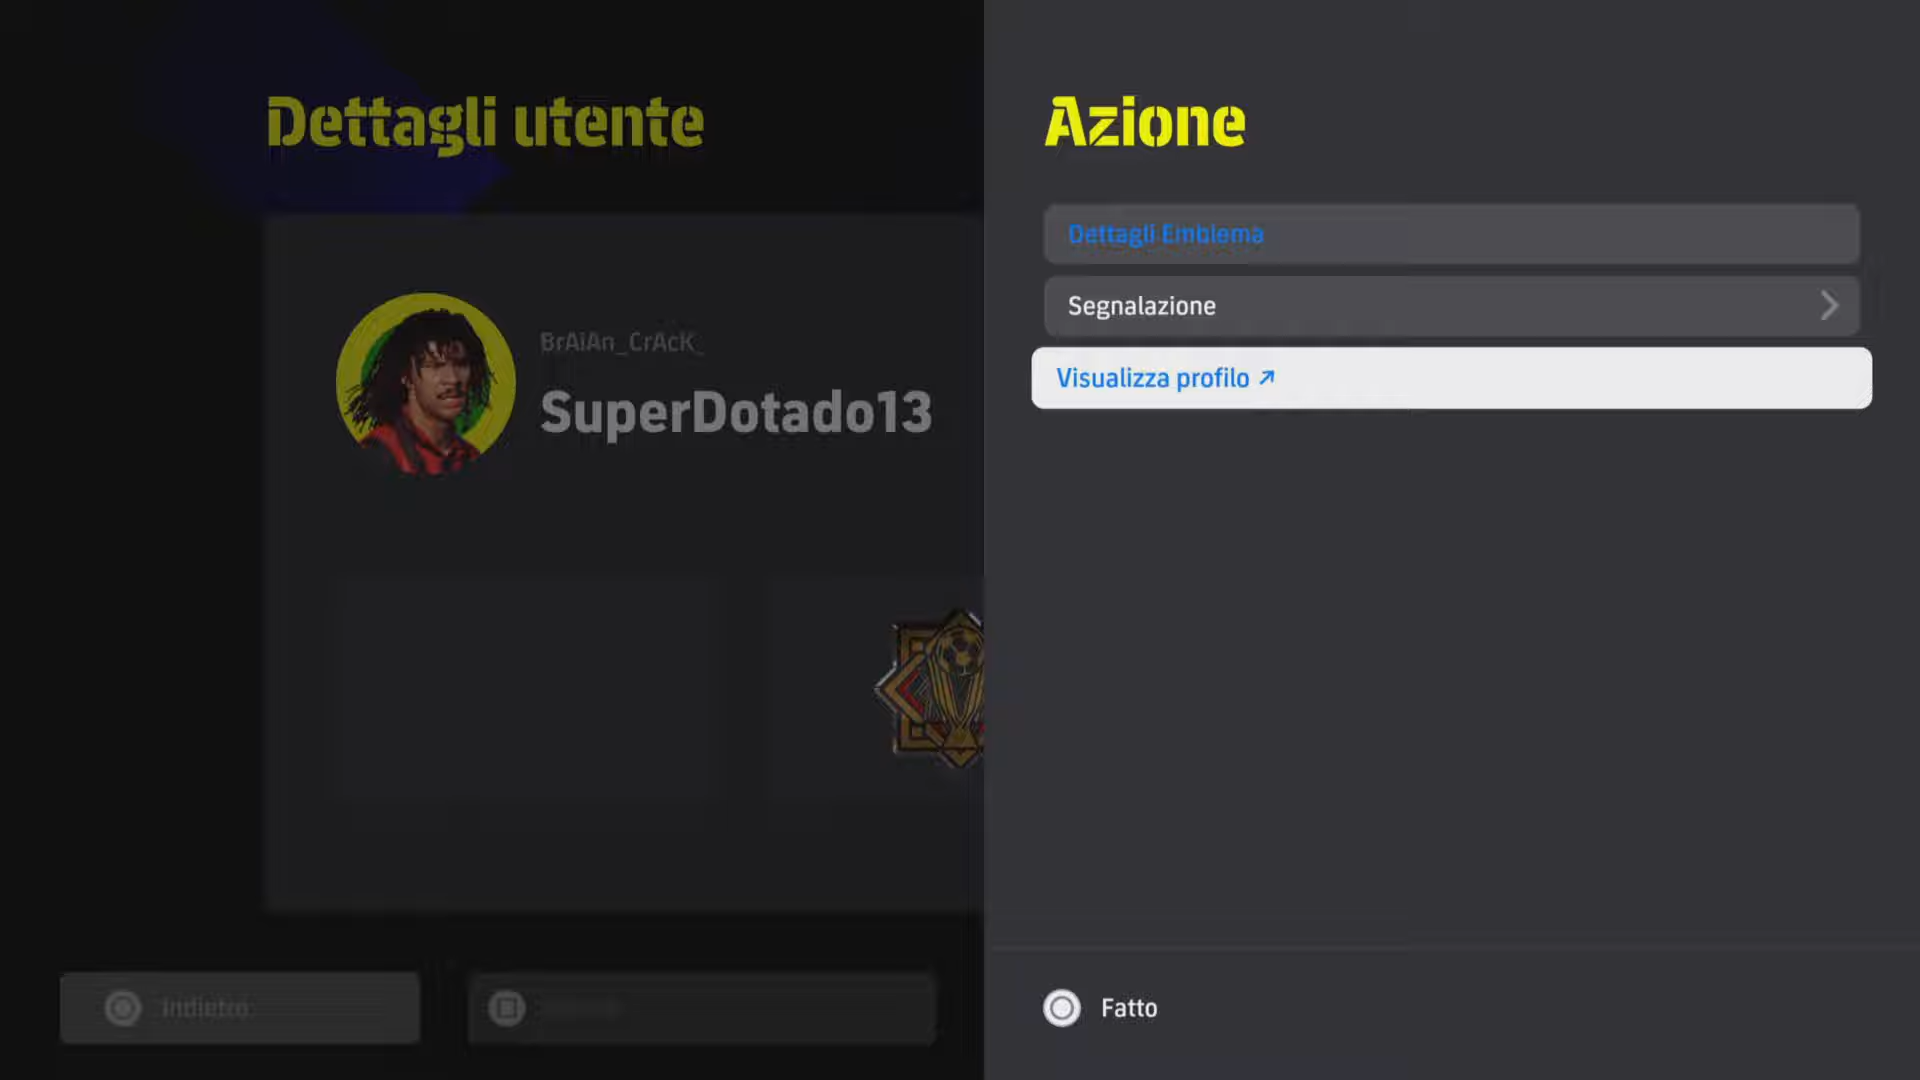 Dettagli utente
BrAiAn_CrAcK_
SuperDotado13
Indietro
Azione
Dettagli Emblema
Segnalazione
Visualizza profilo ↗
Fatto